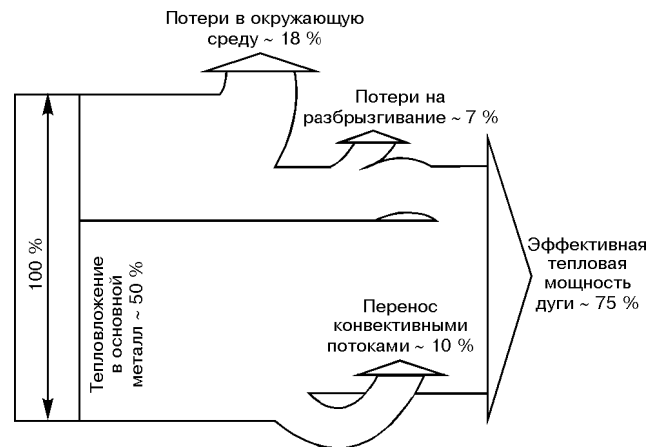 Потери в окружающую
среду ~ 18 %
Потери на
разбрызгивание ~ 7 %
100 %
Тепловложение
в основной
металл ~ 50 %
Эффективная
тепловая
мощность
дуги ~ 75 %
Перенос
конвективными
потоками ~ 10 %